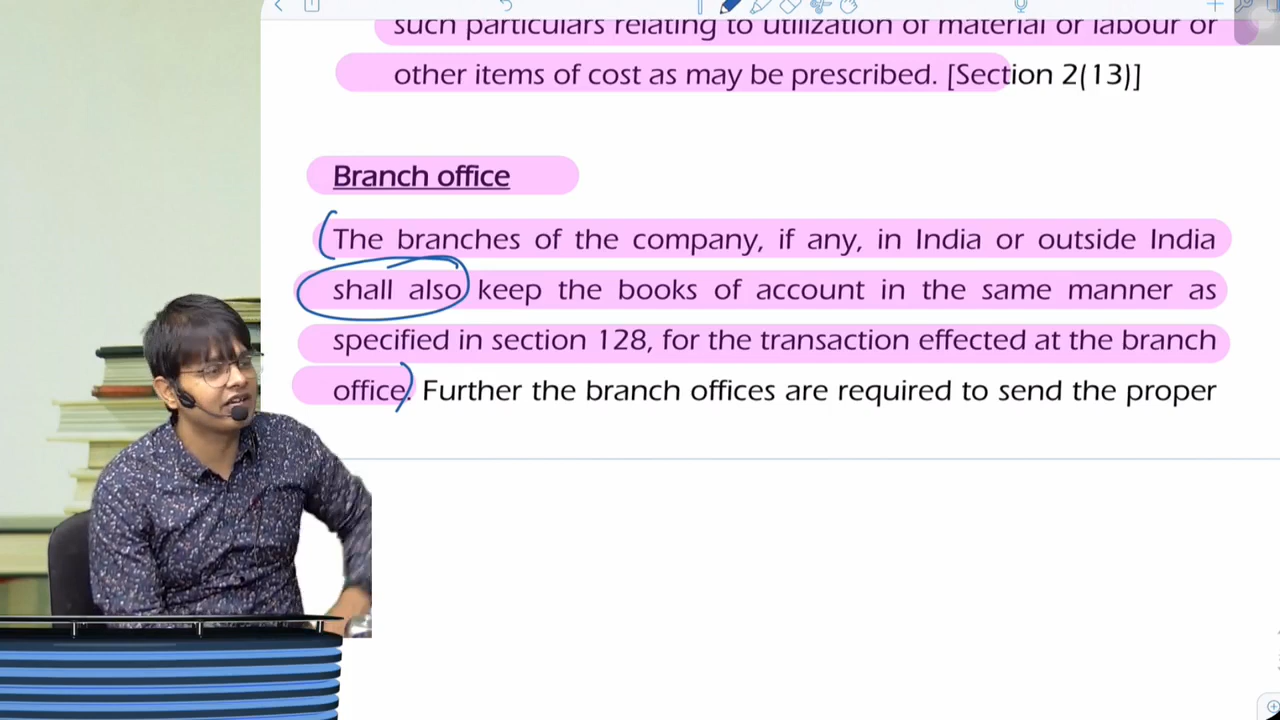 such particulars relating to utilization of material or labour or
other items of cost as may be prescribed. [Section 2(13)]
Branch office
The branches of the company, if any, in India or outside India
shall also keep the books of account in the same manner as
specified in section 128, for the transaction effected at the branch
office. Further the branch offices are required to send the proper